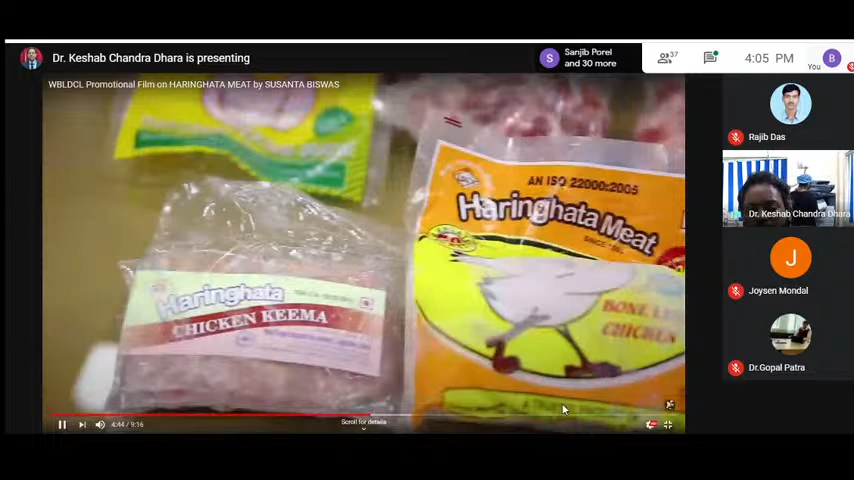 Dr. Keshab Chandra Dhara is presenting
S
Sanjib Porel
and 30 more
37
4:05 PM
You
B
WBLDCL Promotional Film on HARINGHATA MEAT by SUSANTA BISWAS
AN ISO 22000:2005
Haringhata Meat
SINCE
BONE LESS
CHICKEN
Haringhata
CHICKEN KEEMA
4:44 / 9:16
Scroll for details
Rajib Das
Dr. Keshab Chandra Dhara
J
Joysen Mondal
Dr.Gopal Patra